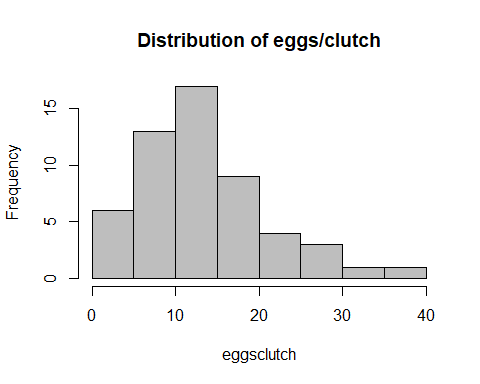 Distribution of eggs/clutch
Frequency
15
10
5
0
0 10 20 30 40
eggsclutch